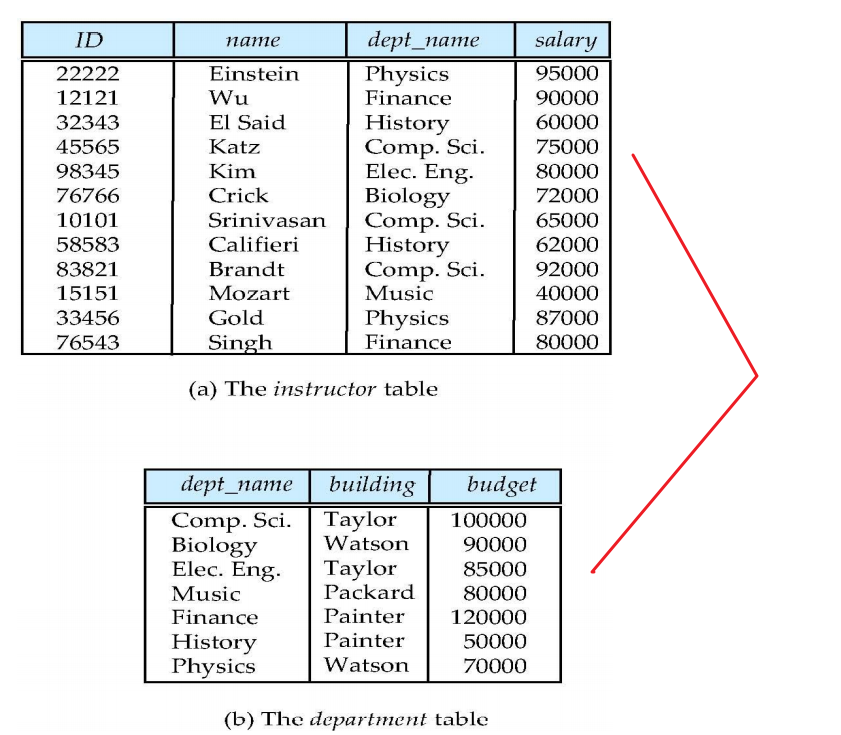 ID name dept_name salary
22222 Einstein Physics 95000
12121 Wu Finance 90000
32343 El Said History 60000
45565 Katz Comp. Sci. 75000
98345 Kim Elec. Eng. 80000
76766 Crick Biology 72000
10101 Srinivasan Comp. Sci. 65000
58583 Califieri History 62000
83821 Brandt Comp. Sci. 92000
15151 Mozart Music 40000
33456 Gold Physics 87000
76543 Singh Finance 80000
(a) The instructor table
dept_name building budget
Comp. Sci. Taylor 100000
Biology Watson 90000
Elec. Eng. Taylor 85000
Music Packard 80000
Finance Painter 120000
History Painter 50000
Physics Watson 70000
(b) The department table